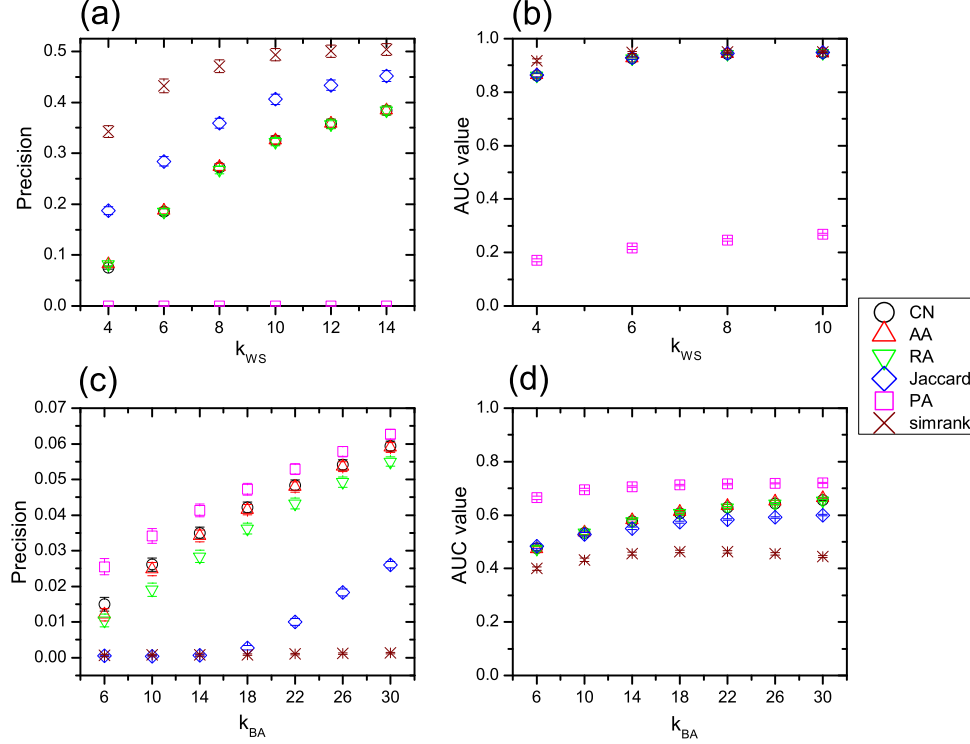 (a)
0.5
0.4
0.3
0.2
0.1
0.0
Precision
4 6 8 10 12 14
k_WS
(b)
1.0
0.8
0.6
0.4
0.2
0.0
AUC value
4 6 8 10
k_WS
CN
AA
RA
Jaccard
PA
simrank
(c)
0.07
0.06
0.05
0.04
0.03
0.02
0.01
0.00
Precision
6 10 14 18 22 26 30
k_BA
(d)
1.0
0.8
0.6
0.4
0.2
0.0
AUC value
6 10 14 18 22 26 30
k_BA